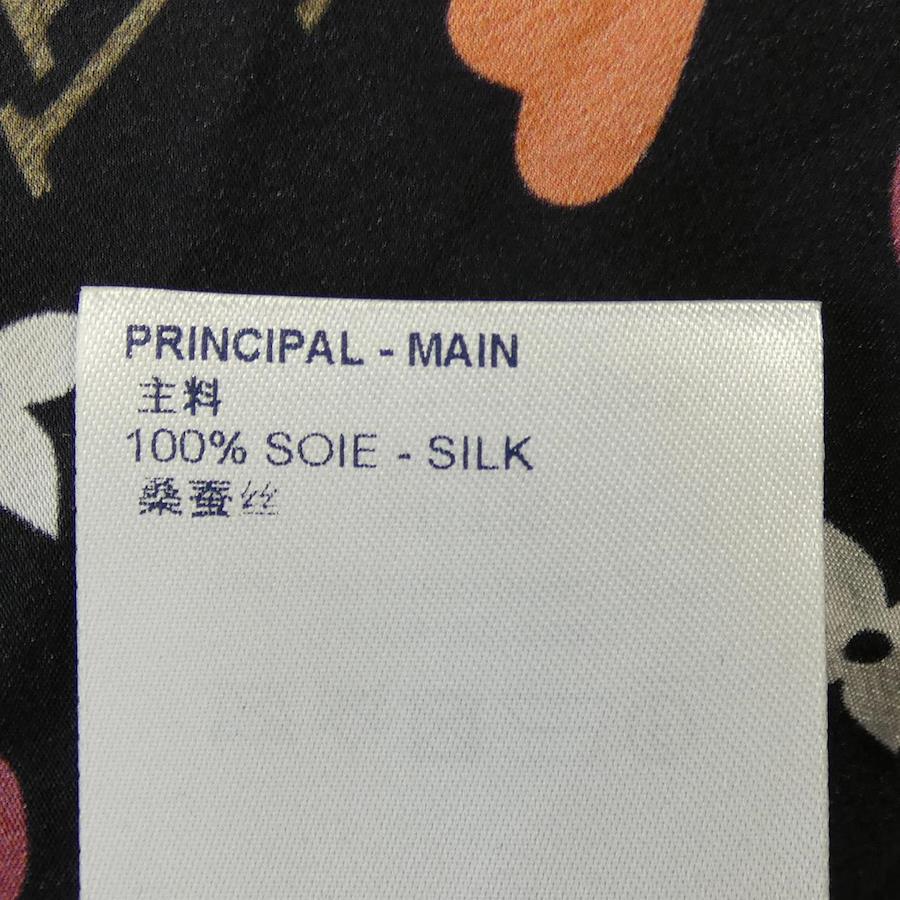 PRINCIPAL - MAIN
主料
100% SOIE - SILK
桑蚕丝